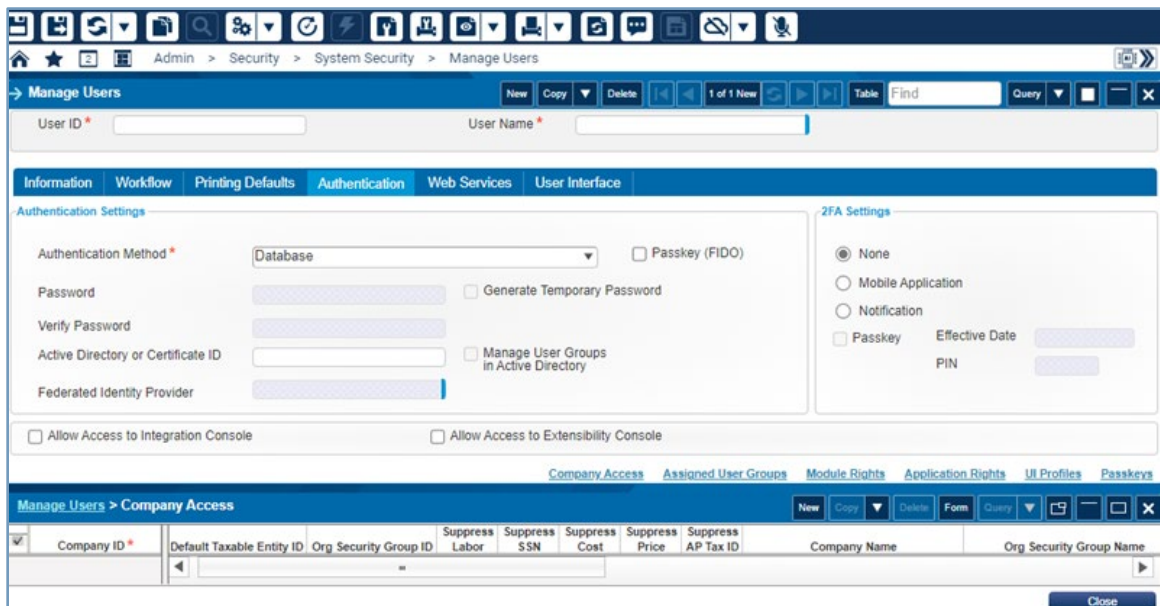 2
Admin > Security > System Security > Manage Users
Manage Users New Copy Delete 1 of 1 New Table Find Query
User ID * User Name *
Information Workflow Printing Defaults Authentication Web Services User Interface
Authentication Settings 2FA Settings
Authentication Method * Database Passkey (FIDO) None
Password Generate Temporary Password Mobile Application
Verify Password Notification
Passkey Effective Date
Active Directory or Certificate ID Manage User Groups
in Active Directory PIN
Federated Identity Provider
Allow Access to Integration Console Allow Access to Extensibility Console
Company Access Assigned User Groups Module Rights Application Rights UI Profiles Passkeys
Manage Users > Company Access New Copy Delete Form Query
Company ID * Default Taxable Entity ID Org Security Group ID Suppress Labor Suppress SSN Suppress Cost Suppress Price Suppress AP Tax ID Company Name Org Security Group Name
Close